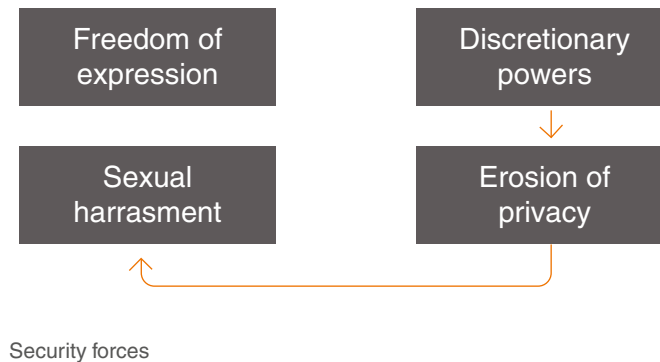 Freedom of
expression
Discretionary
powers
Sexual
harrasment
Erosion of
privacy
Security forces